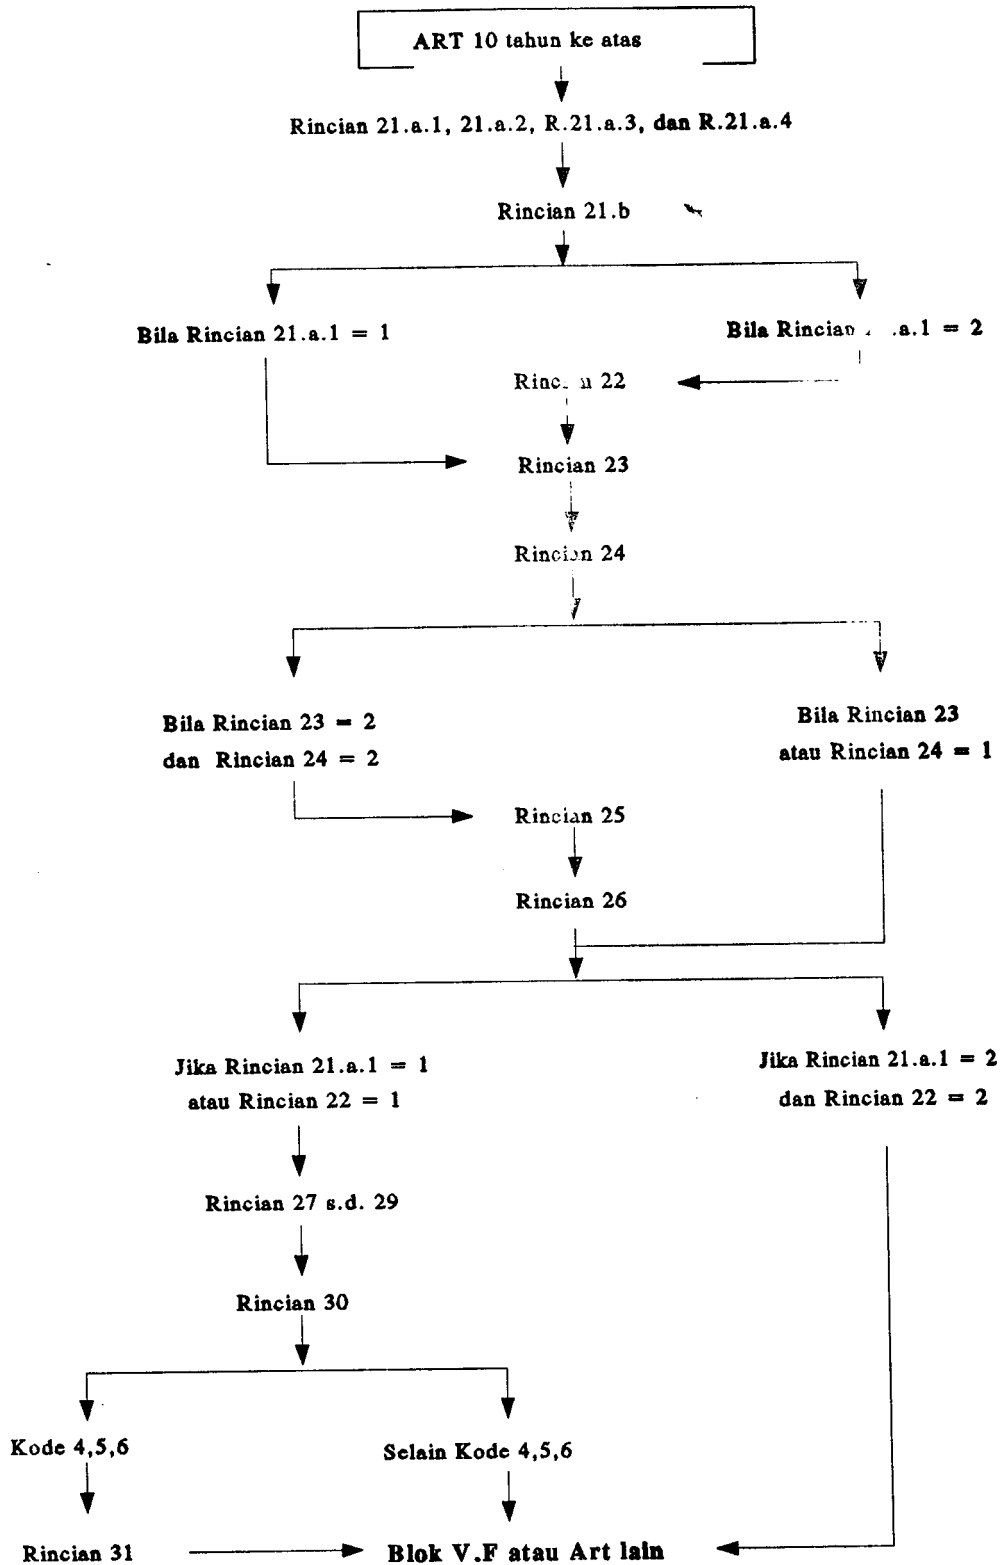 ART 10 tahun ke atas
Rincian 21.a.1, 21.a.2, R.21.a.3, dan R.21.a.4
Rincian 21.b
Bila Rincian 21.a.1 = 1
Bila Rincian .a.1 = 2
Rincian 22
Rincian 23
Rincian 24
Bila Rincian 23 = 2
dan Rincian 24 = 2
Bila Rincian 23
atau Rincian 24 = 1
Rincian 25
Rincian 26
Jika Rincian 21.a.1 = 1
atau Rincian 22 = 1
Jika Rincian 21.a.1 = 2
dan Rincian 22 = 2
Rincian 27 s.d. 29
Rincian 30
Kode 4,5,6
Selain Kode 4,5,6
Rincian 31
Blok V.F atau Art lain